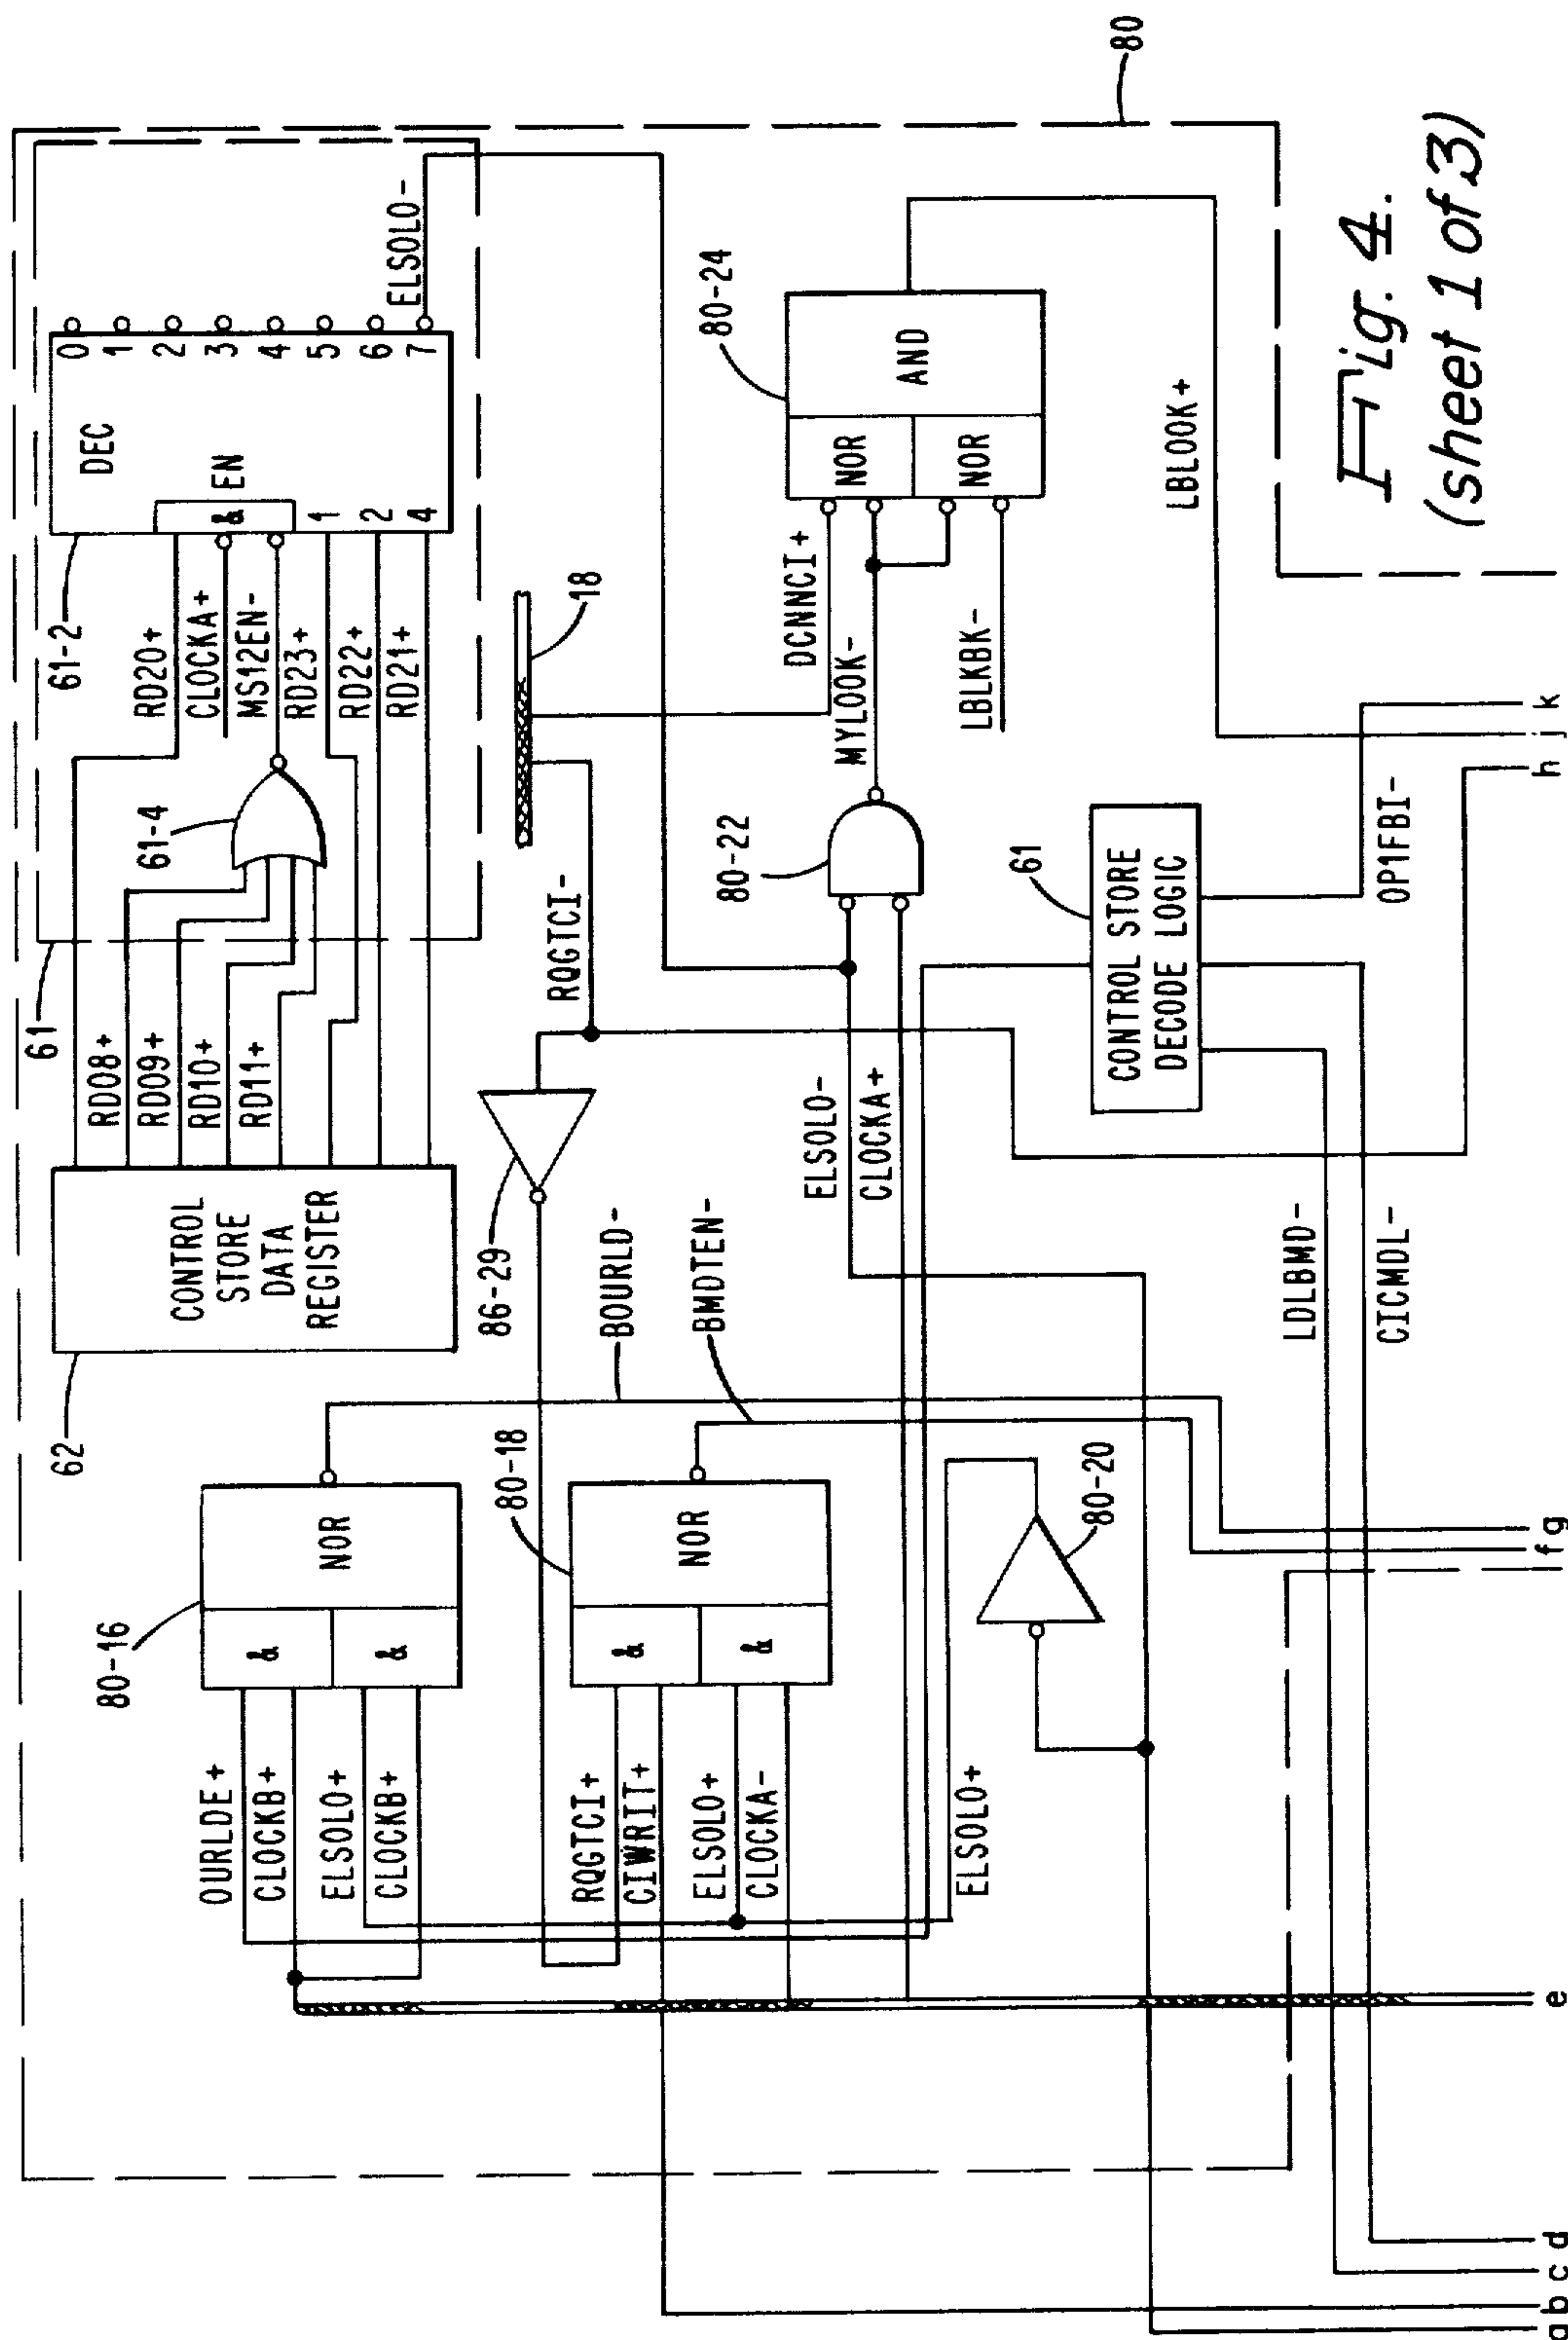 61
61-2
DEC
0
1
2
3
4
5
6
7
& EN
1
2
4
RD20+
CLOCKA+
MS12EN-
RD23+
RD22+
RD21+
61-4
RD08+
RD09+
RD10+
RD11+
ELSOLO-
62
CONTROL
STORE
DATA
REGISTER
80
80-16
&
&
NOR
OURLDE+
CLOCKB+
ELSOLO+
CLOCKB+
86-29
RQGTCI-
18
BOURLD-
BMDTEN-
80-18
&
&
NOR
RQGTCI+
CIWRIT+
ELSOLO+
CLOCKA-
80-24
NOR
NOR
AND
DCNNCI+
MYLOOK-
LBLKBK-
80-22
ELSOLO-
CLOCKA+
80-20
ELSOLO+
61
CONTROL STORE
DECODE LOGIC
LBLOOK+
OP1FBI-
LDLBMD-
CICMDL-
a b c d e f g h j k
Fig. 4.
(sheet 1 of 3)